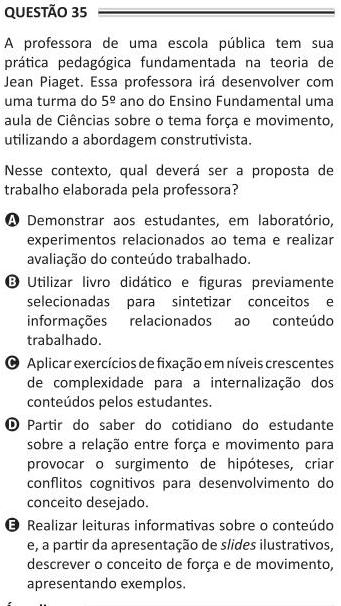 QUESTÃO 35
A professora de uma escola pública tem sua
prática pedagógica fundamentada na teoria de
Jean Piaget. Essa professora irá desenvolver com
uma turma do 5º ano do Ensino Fundamental uma
aula de Ciências sobre o tema força e movimento,
utilizando a abordagem construtivista.
Nesse contexto, qual deverá ser a proposta de
trabalho elaborada pela professora?
A Demonstrar aos estudantes, em laboratório,
experimentos relacionados ao tema e realizar
avaliação do conteúdo trabalhado.
B Utilizar livro didático e figuras previamente
selecionadas para sintetizar conceitos e
informações relacionados ao conteúdo
trabalhado.
C Aplicar exercícios de fixação em níveis crescentes
de complexidade para a internalização dos
conteúdos pelos estudantes.
D Partir do saber do cotidiano do estudante
sobre a relação entre força e movimento para
provocar o surgimento de hipóteses, criar
conflitos cognitivos para desenvolvimento do
conceito desejado.
E Realizar leituras informativas sobre o conteúdo
e, a partir da apresentação de slides ilustrativos,
descrever o conceito de força e de movimento,
apresentando exemplos.